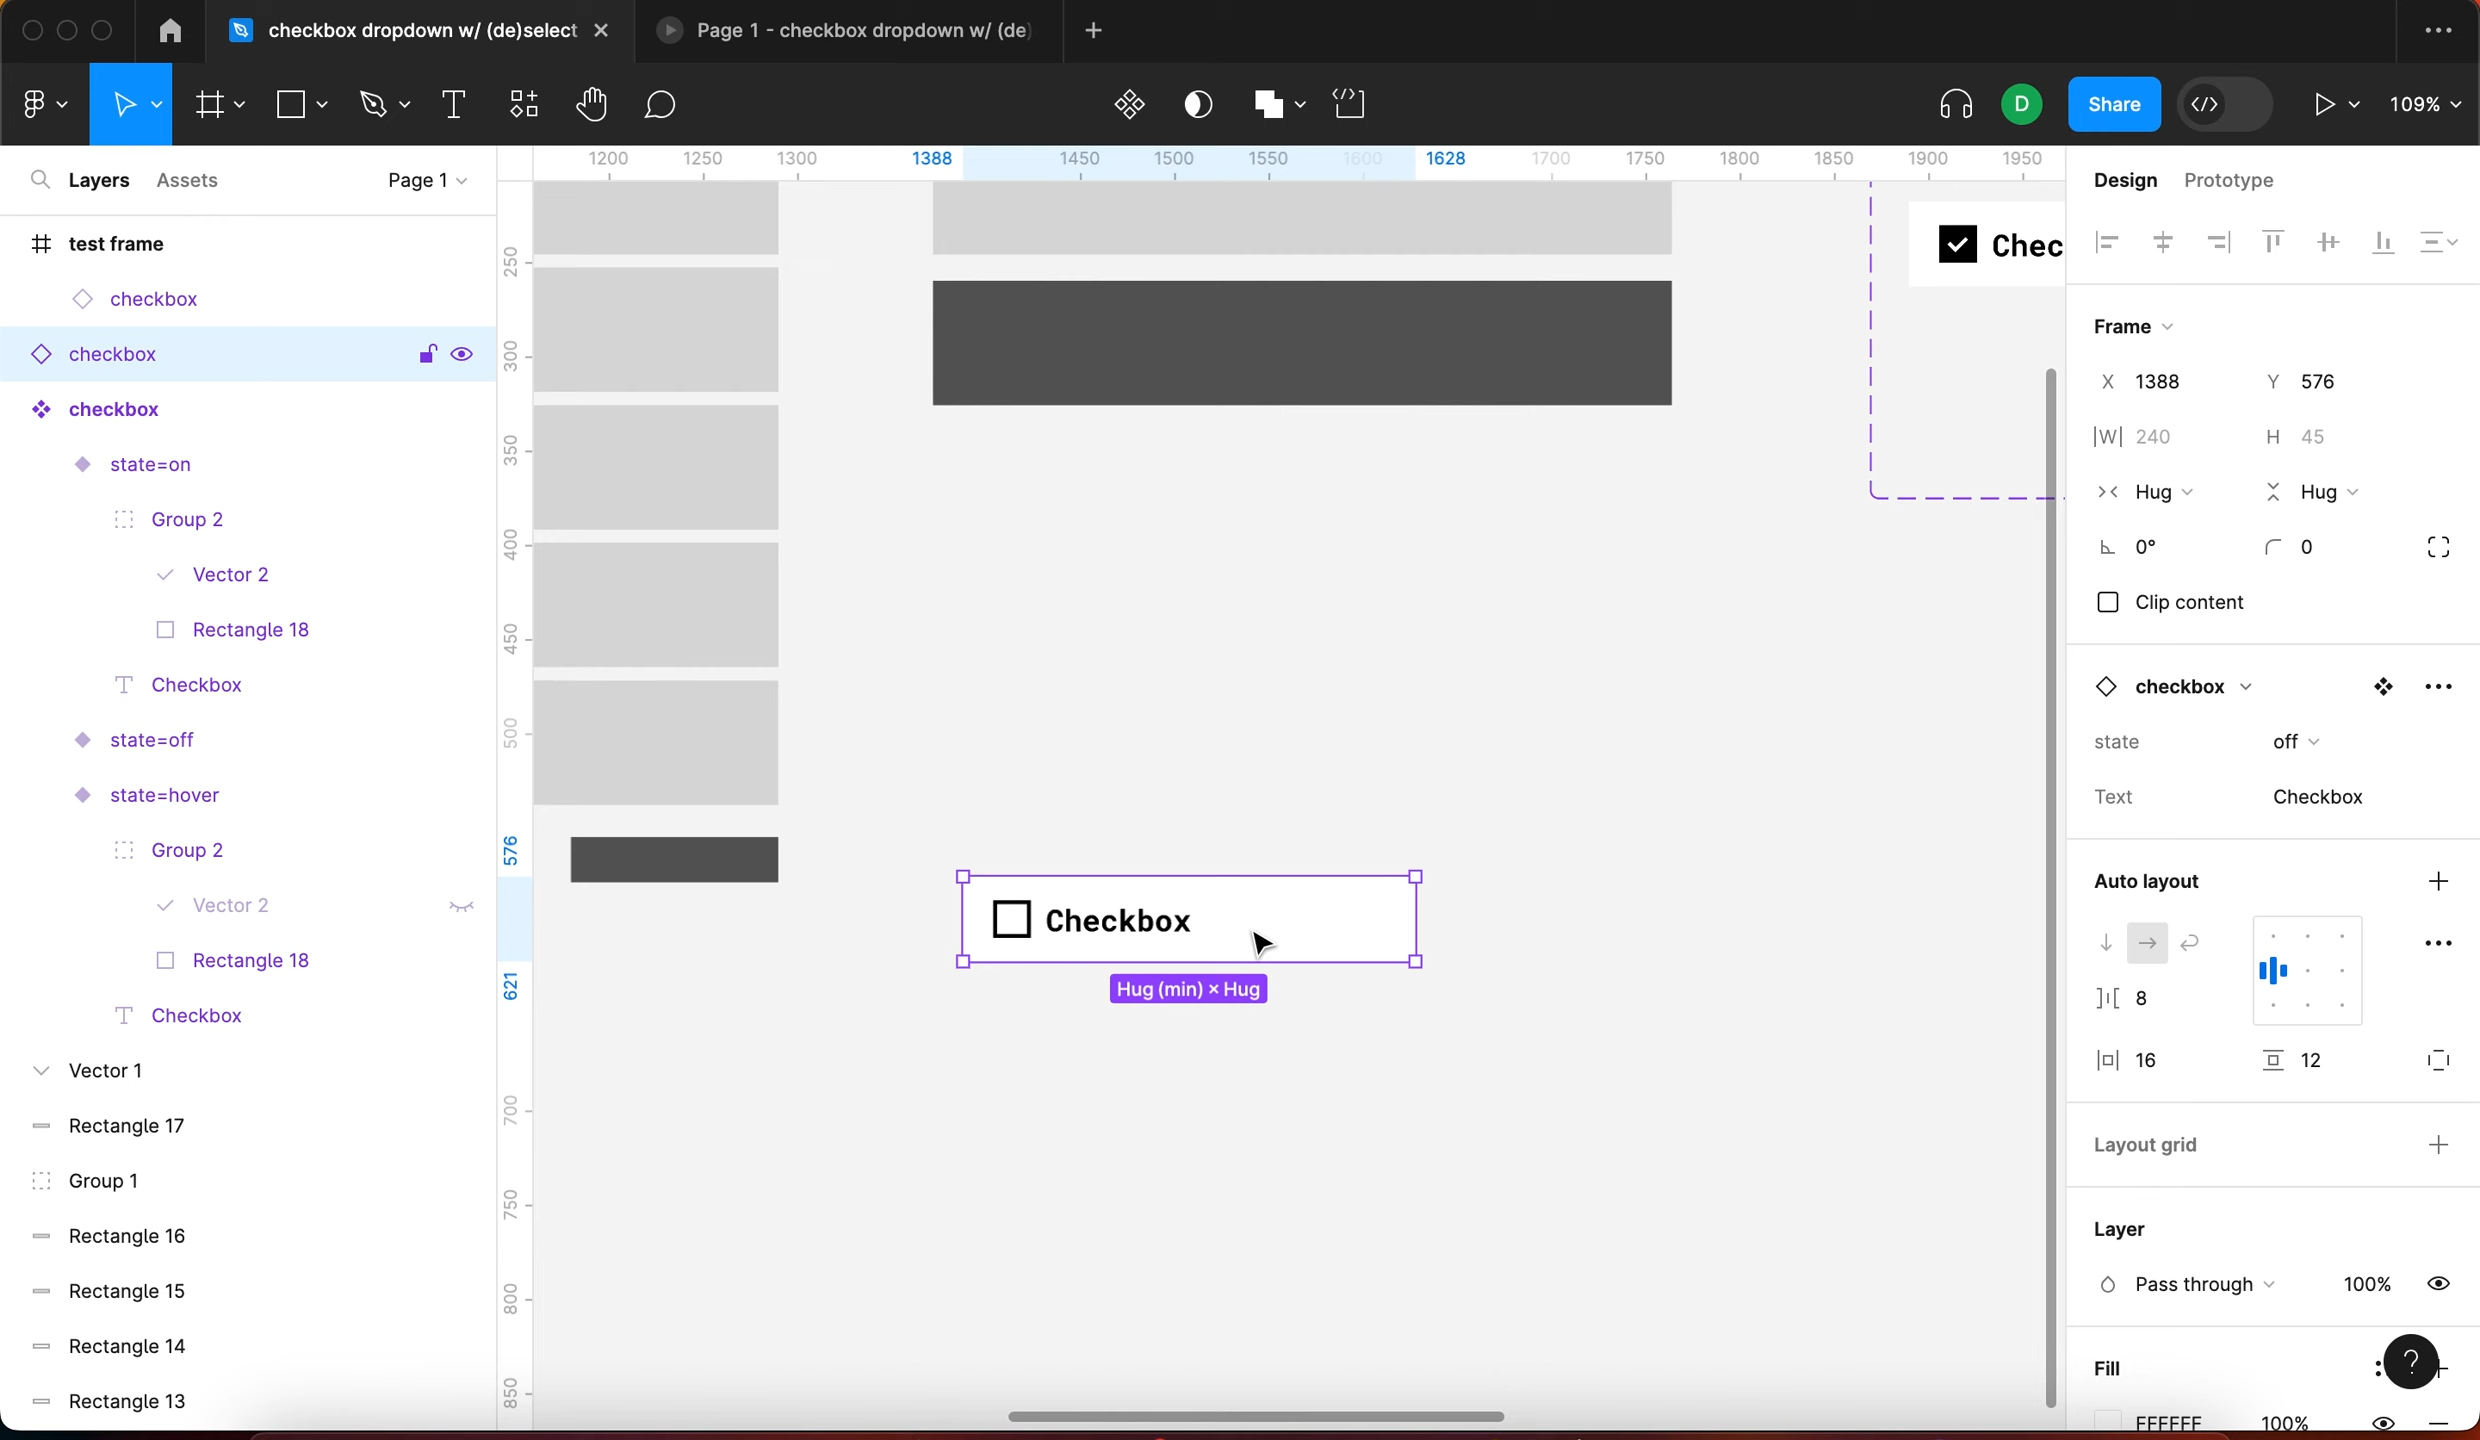 checkbox dropdown w/ (de)select
Page 1 - checkbox dropdown w/ (de)
D
Share
109%
Layers
Assets
Page 1
test frame
checkbox
checkbox
checkbox
state=on
Group 2
Vector 2
Rectangle 18
Checkbox
state=off
state=hover
Group 2
Vector 2
Rectangle 18
Checkbox
Vector 1
Rectangle 17
Group 1
Rectangle 16
Rectangle 15
Rectangle 14
Rectangle 13
1200 1250 1300 1388 1450 1500 1550 1600 1628 1700 1750 1800 1850 1900 1950
250
300
350
400
450
500
576
621
700
750
800
850
Chec
Checkbox
Hug (min) × Hug
Design
Prototype
Frame
X 1388 Y 576
W 240 H 45
Hug Hug
0° 0
Clip content
checkbox
state off
Text Checkbox
Auto layout
8
16 12
Layout grid
Layer
Pass through 100%
Fill
?
FFFFFF 100%